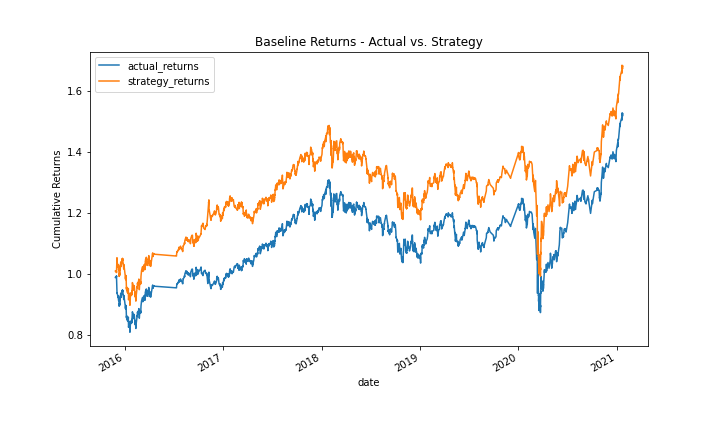 Baseline Returns - Actual vs. Strategy
actual_returns
strategy_returns
Cumulative Returns
1.6
1.4
1.2
1.0
0.8
2016
2017
2018
2019
2020
2021
date